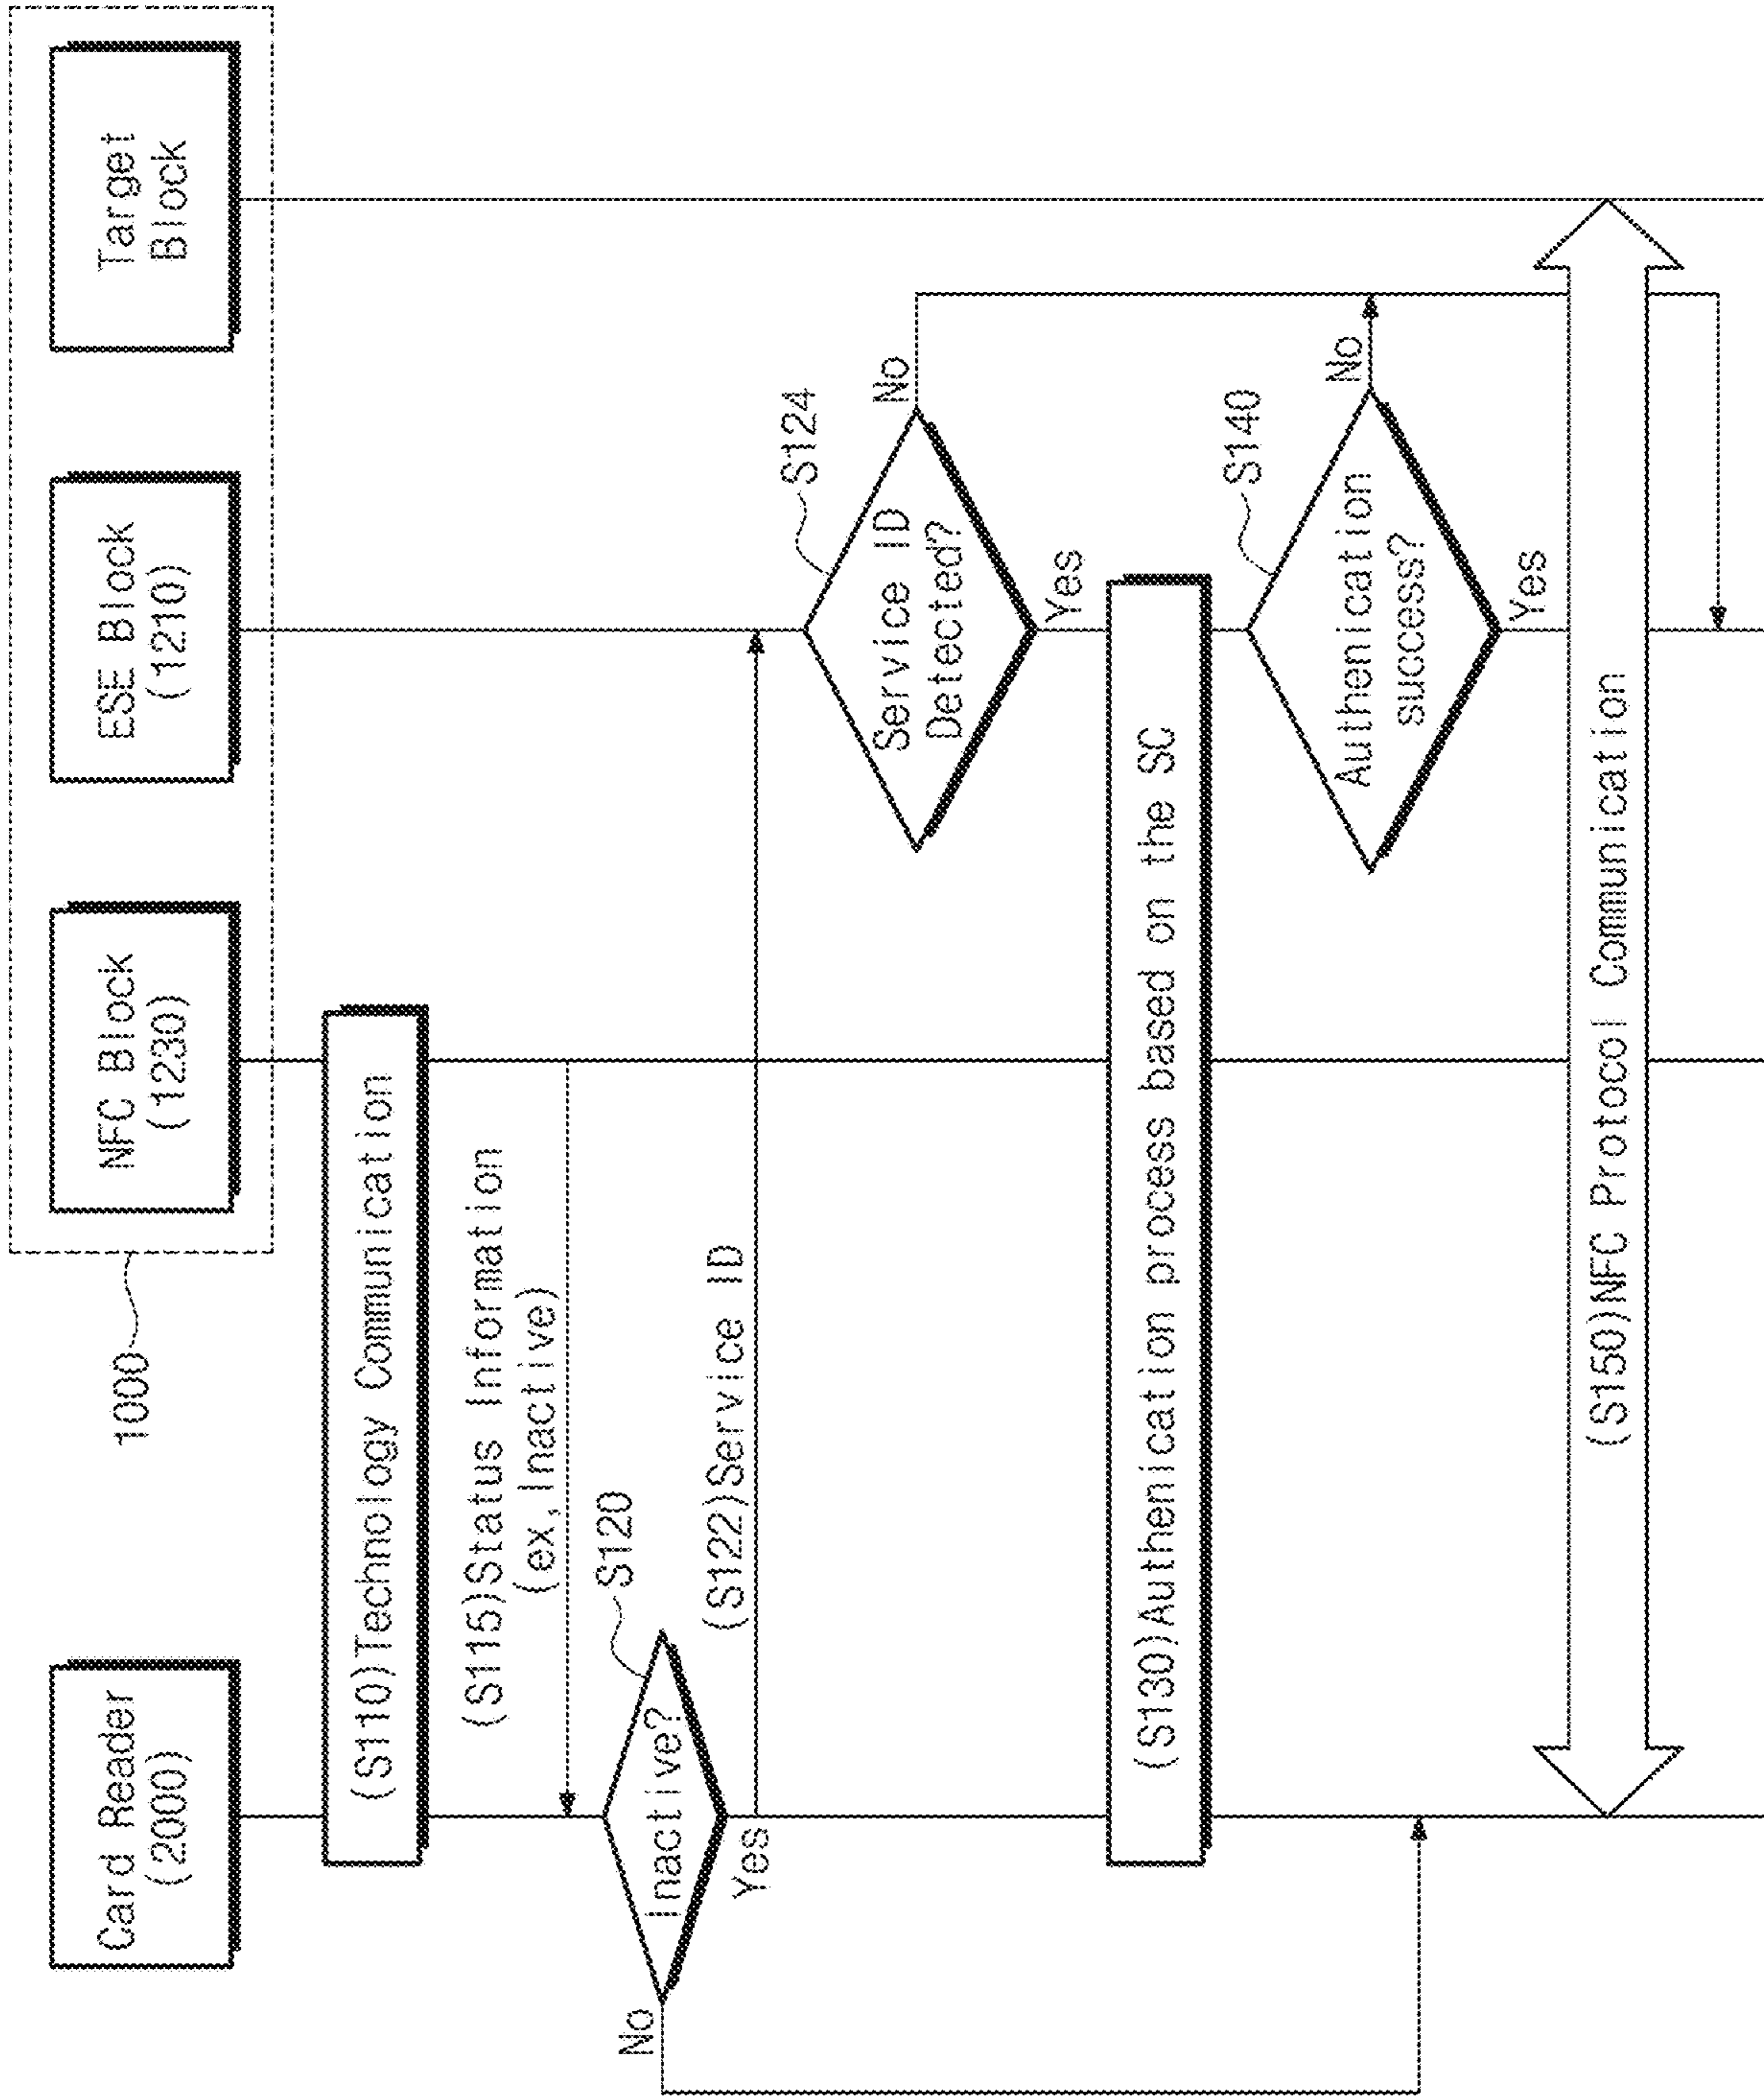 Card Reader
(2000)
NFC Block
(1230)
ESE Block
(1210)
Target
Block
1000
(S110)Technology Communication
(S115)Status Information
(ex,Inactive)
S120
Inactive?
No
Yes
(S122)Service ID
S124
Service ID
Detected?
No
Yes
(S130)Authenication process based on the SC
S140
Authenication
success?
No
Yes
(S150)NFC Protocol Communication